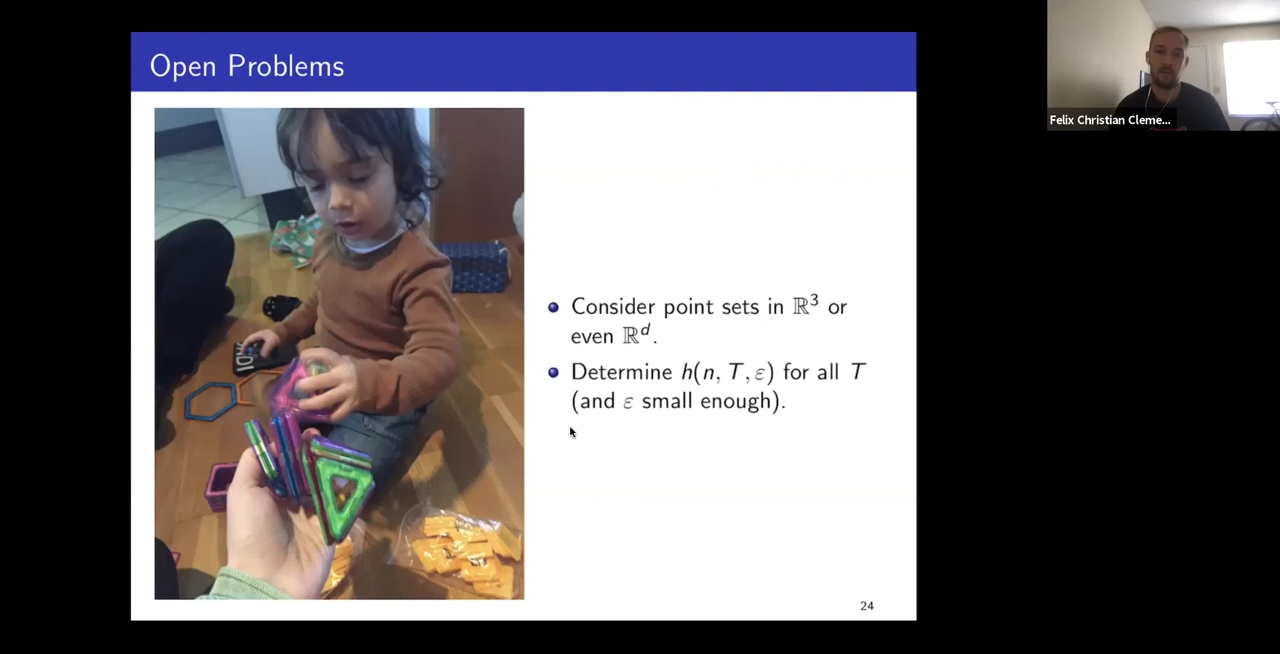 Open Problems
Felix Christian Cleme...
Consider point sets in ℝ³ or
even ℝᵈ.
Determine h(n, T, ε) for all T
(and ε small enough).
24